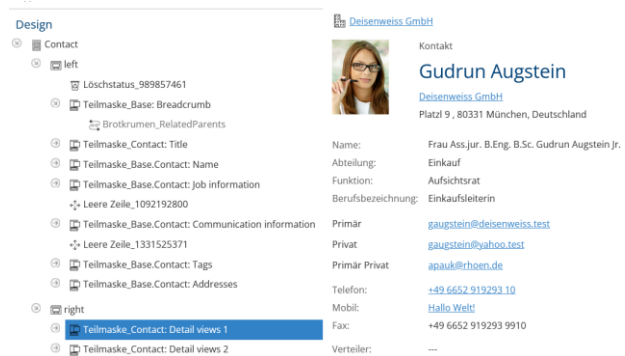 Design
Contact
left
Löschstatus_989857461
Teilmaske_Base: Breadcrumb
Brotkrumen_RelatedParents
Teilmaske_Contact: Title
Teilmaske_Base.Contact: Name
Teilmaske_Base.Contact: Job information
Leere Zeile_1092192800
Teilmaske_Base.Contact: Communication information
Leere Zeile_1331525371
Teilmaske_Base.Contact: Tags
Teilmaske_Base.Contact: Addresses
right
Teilmaske_Contact: Detail views 1
Teilmaske_Contact: Detail views 2
Deisenweiss GmbH
Kontakt
Gudrun Augstein
Deisenweiss GmbH
Platzl 9 , 80331 München, Deutschland
Name: Frau Ass.jur. B.Eng. B.Sc. Gudrun Augstein Jr.
Abteilung: Einkauf
Funktion: Aufsichtsrat
Berufsbezeichnung: Einkaufsleiterin
Primär gaugstein@deisenweiss.test
Privat gaugstein@yahoo.test
Primär Privat apauk@rhoen.de
Telefon: +49 6652 919293 10
Mobil: Hallo Welt!
Fax: +49 6652 919293 9910
Verteiler: ---